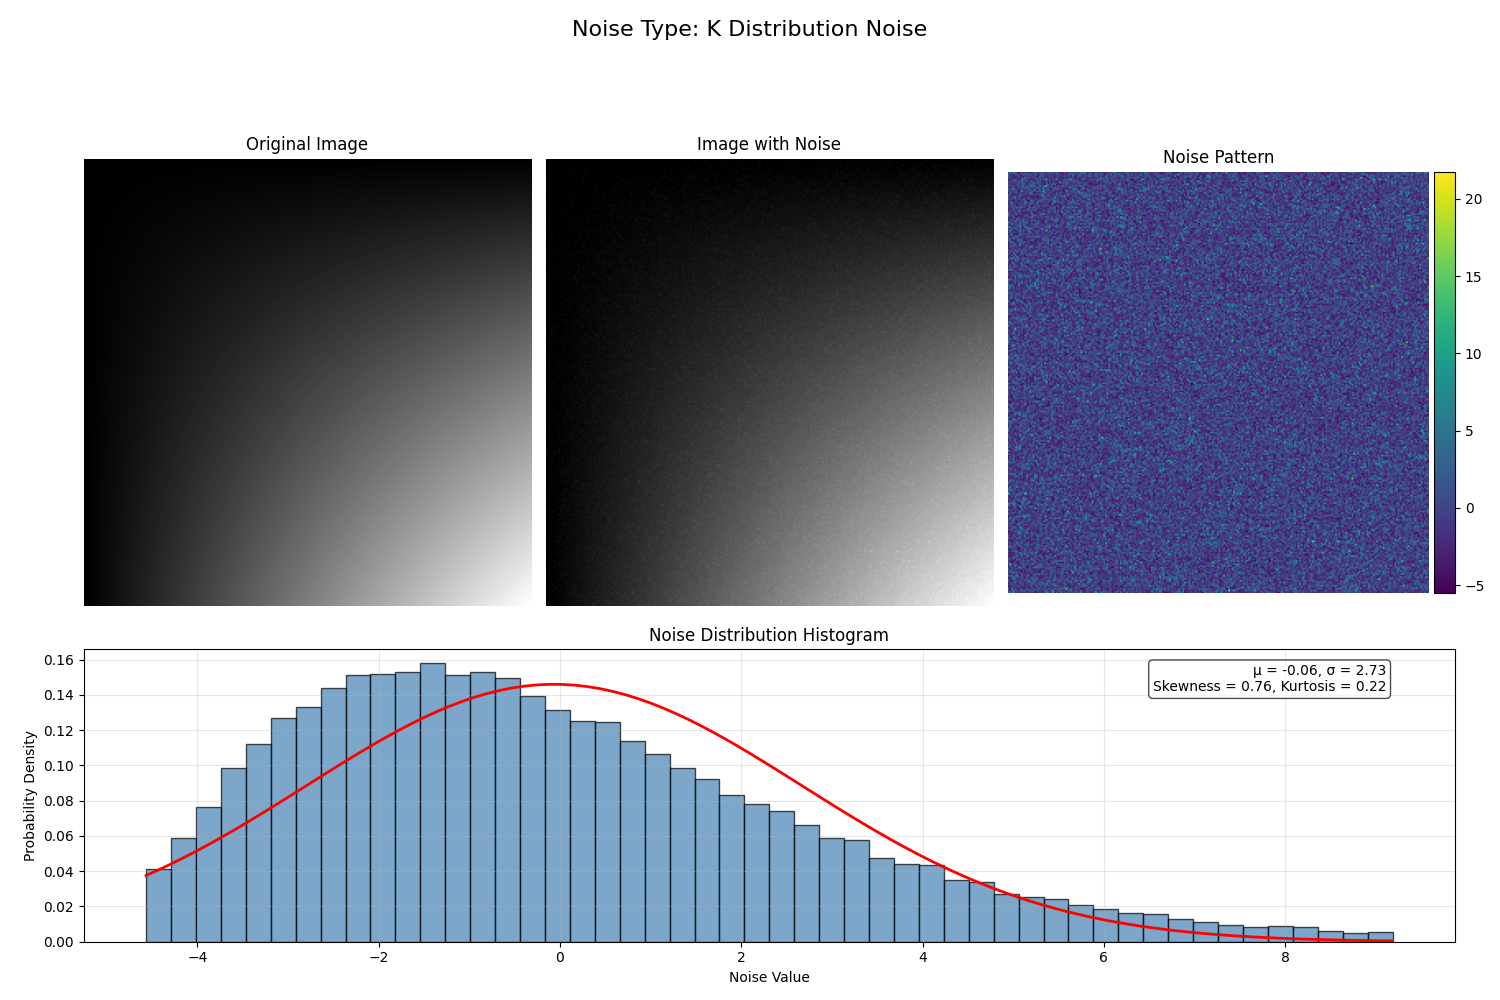 Noise Type: K Distribution Noise
Original Image
Image with Noise
Noise Pattern
20
15
10
5
0
−5
Noise Distribution Histogram
μ = -0.06, σ = 2.73
Skewness = 0.76, Kurtosis = 0.22
Probability Density
0.16
0.14
0.12
0.10
0.08
0.06
0.04
0.02
0.00
−4
−2
0
2
4
6
8
Noise Value